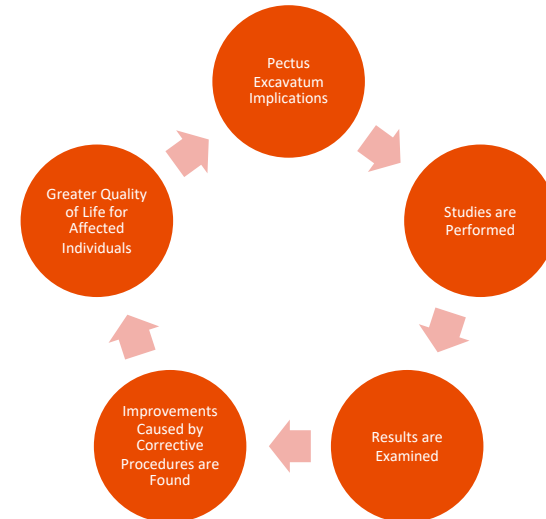 Pectus
Excavatum
Implications
Studies are
Performed
Results are
Examined
Improvements
Caused by
Corrective
Procedures are
Found
Greater Quality
of Life for
Affected
Individuals